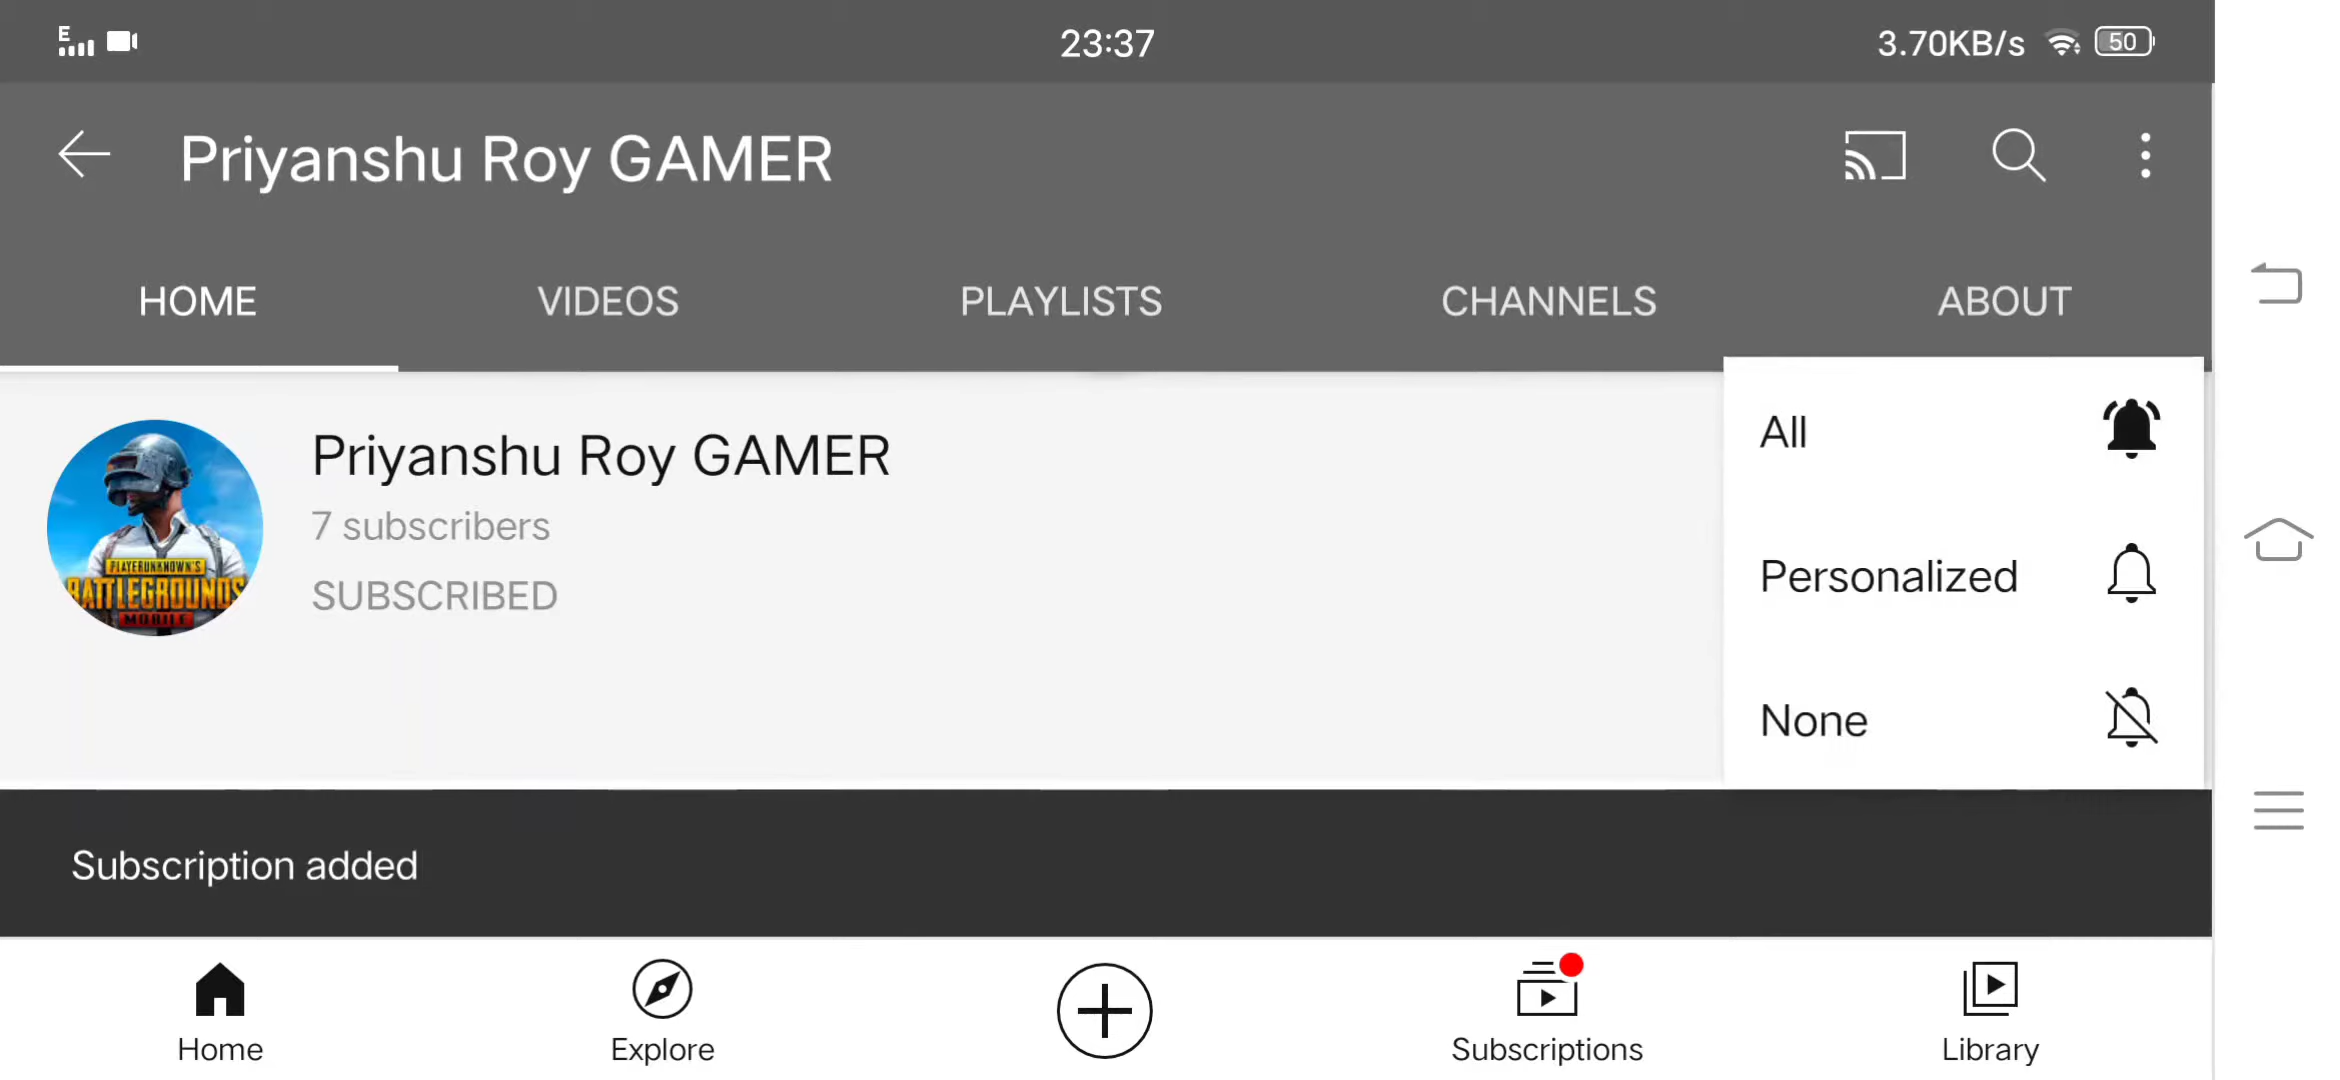 E
23:37
3.70KB/s
50
Priyanshu Roy GAMER
HOME
VIDEOS
PLAYLISTS
CHANNELS
ABOUT
Priyanshu Roy GAMER
7 subscribers
SUBSCRIBED
PLAYERUNKNOWN'S
BATTLEGROUNDS
MOBILE
All
Personalized
None
Subscription added
Home
Explore
Subscriptions
Library